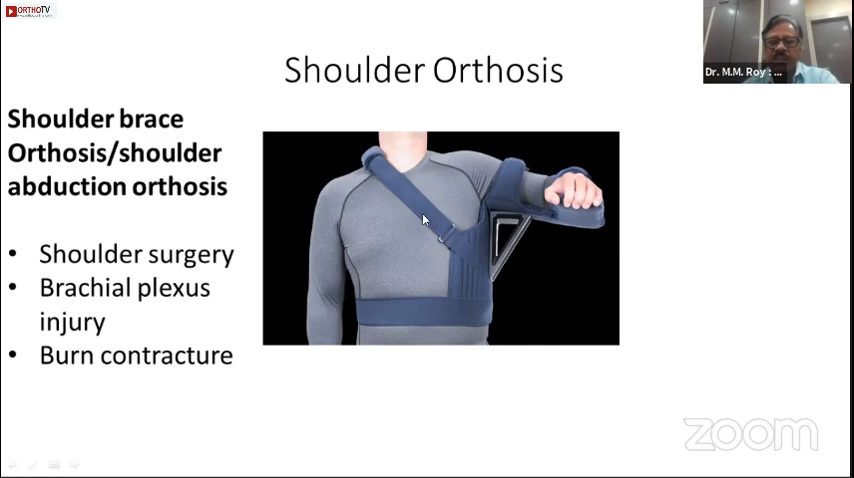 ORTHOTV
Dr. M.M. Roy : ...
Shoulder Orthosis
Shoulder brace
Orthosis/shoulder
abduction orthosis
• Shoulder surgery
• Brachial plexus
injury
• Burn contracture
zoom